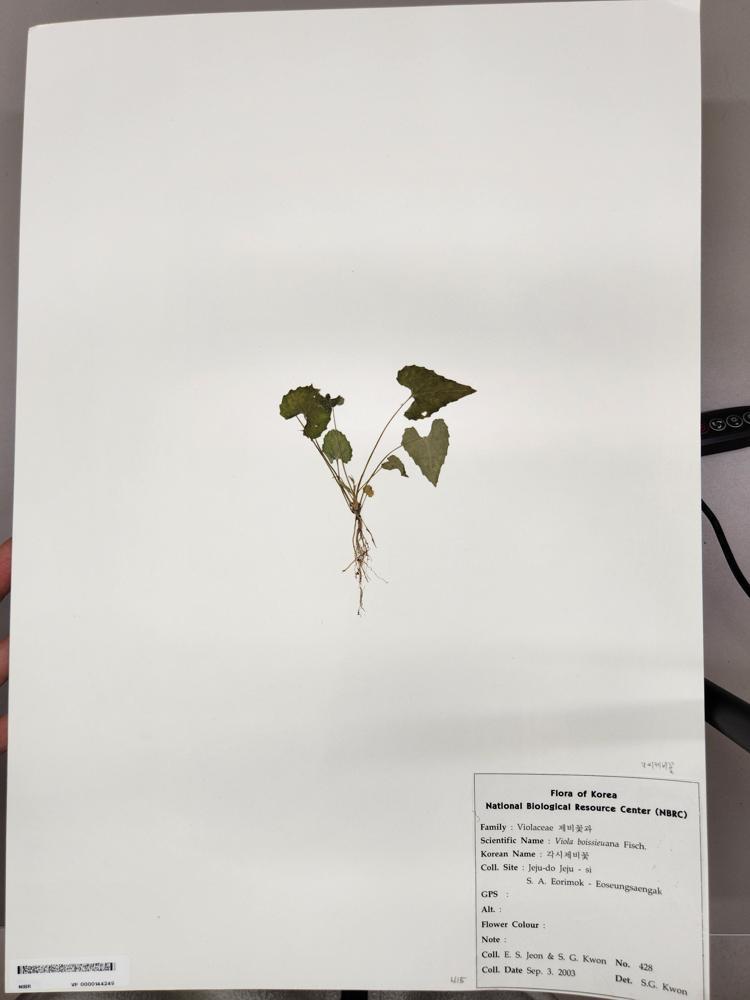 각시제비꽃
Flora of Korea
National Biological Resource Center (NBRC)
Family : Violaceae 제비꽃과
Scientific Name : Viola boissieuana Fisch.
Korean Name : 각시제비꽃
Coll. Site : Jeju-do Jeju - si
S. A. Eorimok - Eoseungsaengak
GPS :
Alt. :
Flower Colour :
Note :
Coll. E. S. Jeon & S. G. Kwon No. 428
Coll. Date Sep. 3. 2003 Det. S.G. Kwon
NIBR VP 0000144249